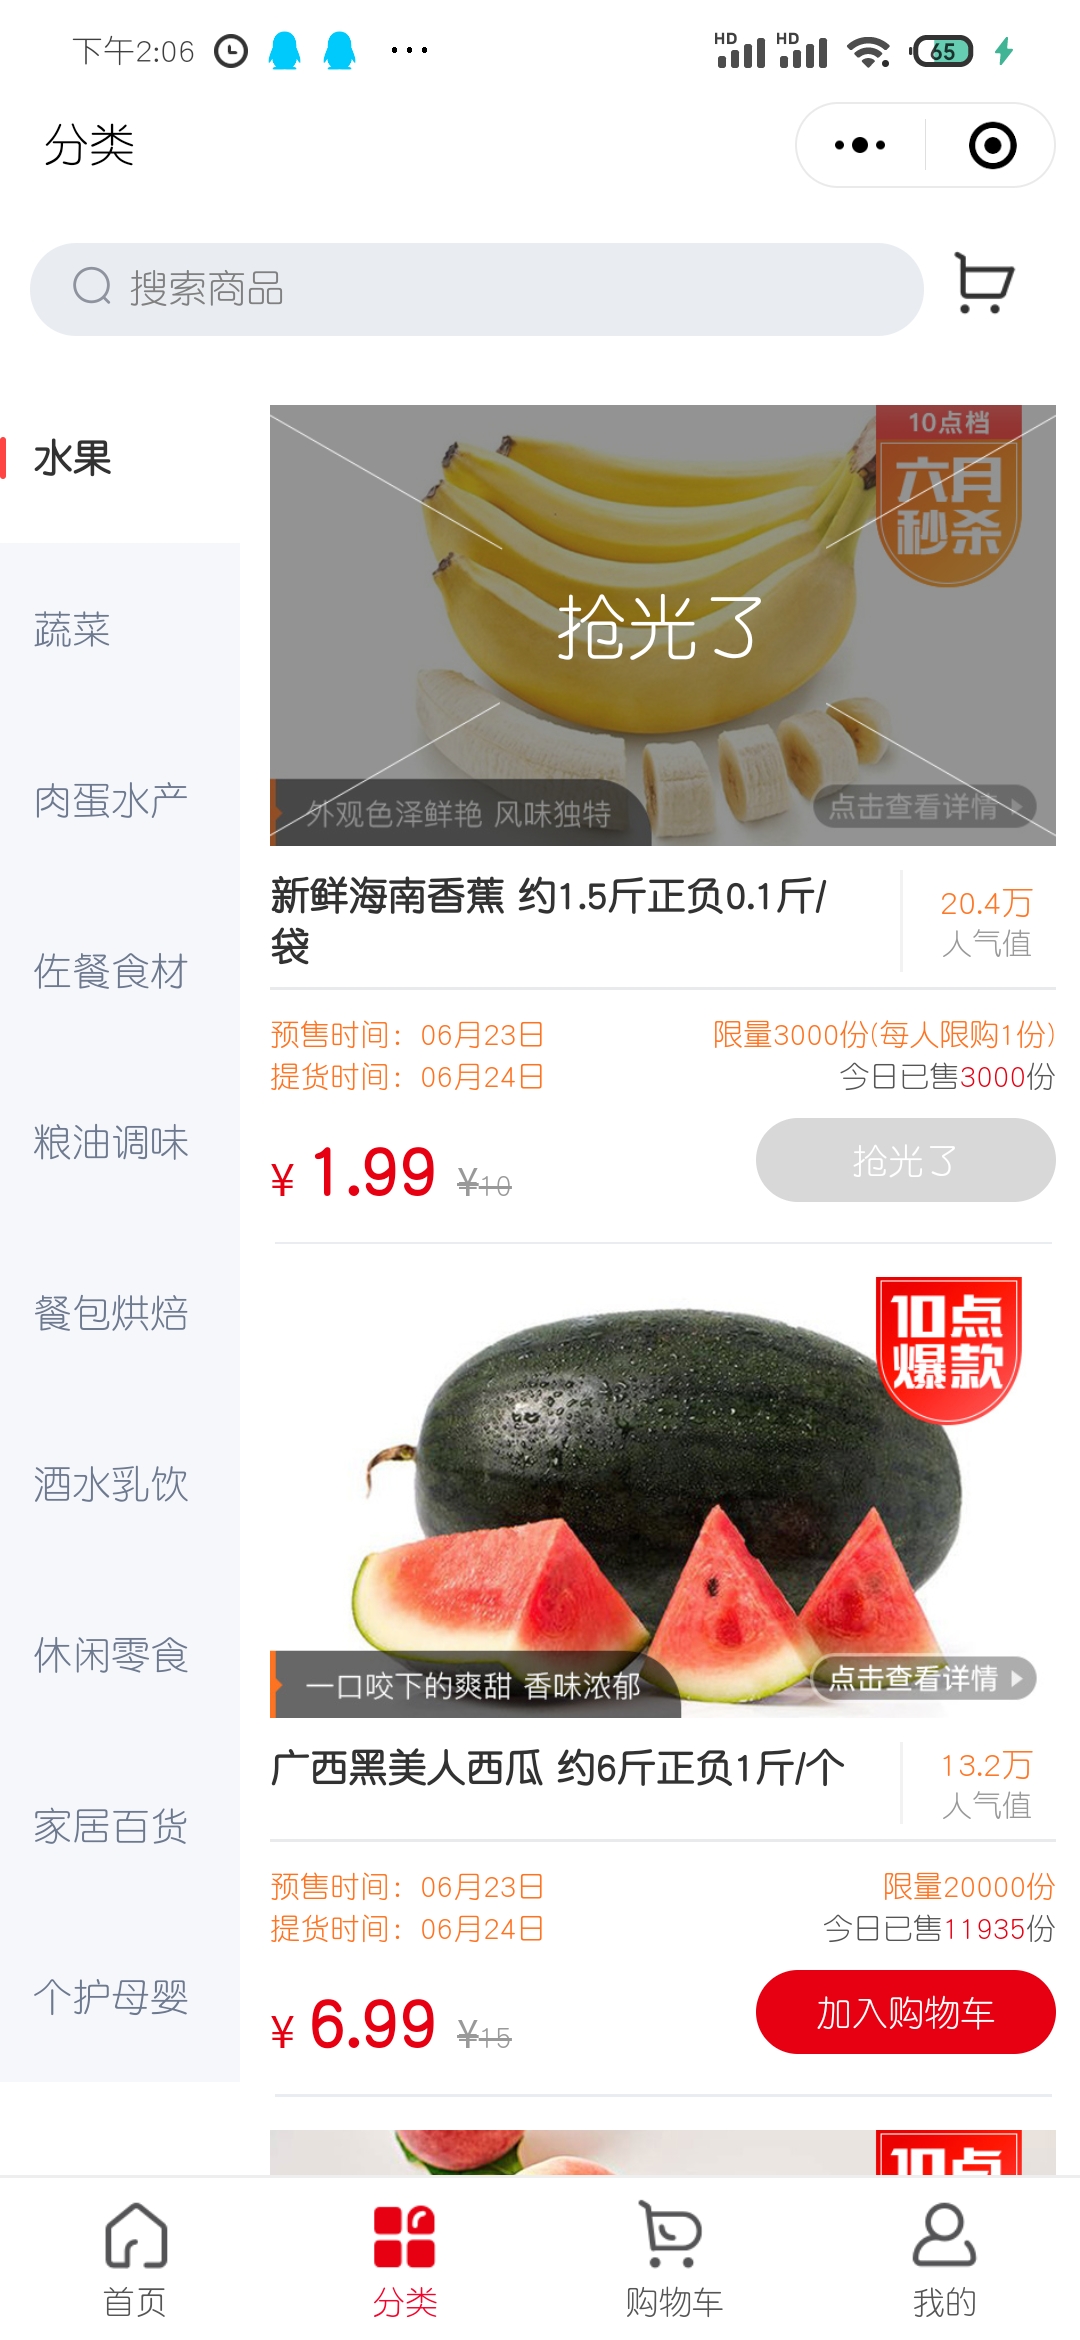 下午2:06
HD
HD
65
分类
搜索商品
水果
蔬菜
肉蛋水产
佐餐食材
粮油调味
餐包烘焙
酒水乳饮
休闲零食
家居百货
个护母婴
10点档
六月
秒杀
抢光了
外观色泽鲜艳 风味独特
点击查看详情
新鲜海南香蕉 约1.5斤正负0.1斤/
袋
20.4万
人气值
预售时间：06月23日
限量3000份(每人限购1份)
提货时间：06月24日
今日已售3000份
¥ 1.99 ¥10
抢光了
10点
爆款
一口咬下的爽甜 香味浓郁
点击查看详情
广西黑美人西瓜 约6斤正负1斤/个
13.2万
人气值
预售时间：06月23日
限量20000份
提货时间：06月24日
今日已售11935份
¥ 6.99 ¥15
加入购物车
10点
首页
分类
购物车
我的